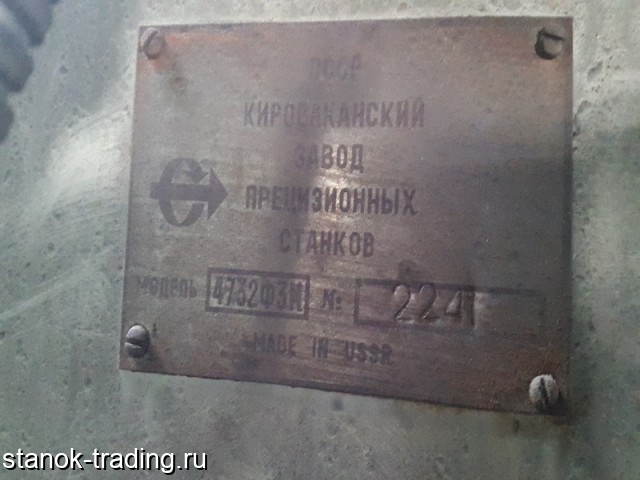 СССР
КИРОВАКАНСКИЙ
ЗАВОД
ПРЕЦИЗИОННЫХ
СТАНКОВ
МОДЕЛЬ 4732Ф3М № 224
MADE IN USSR
stanok-trading.ru